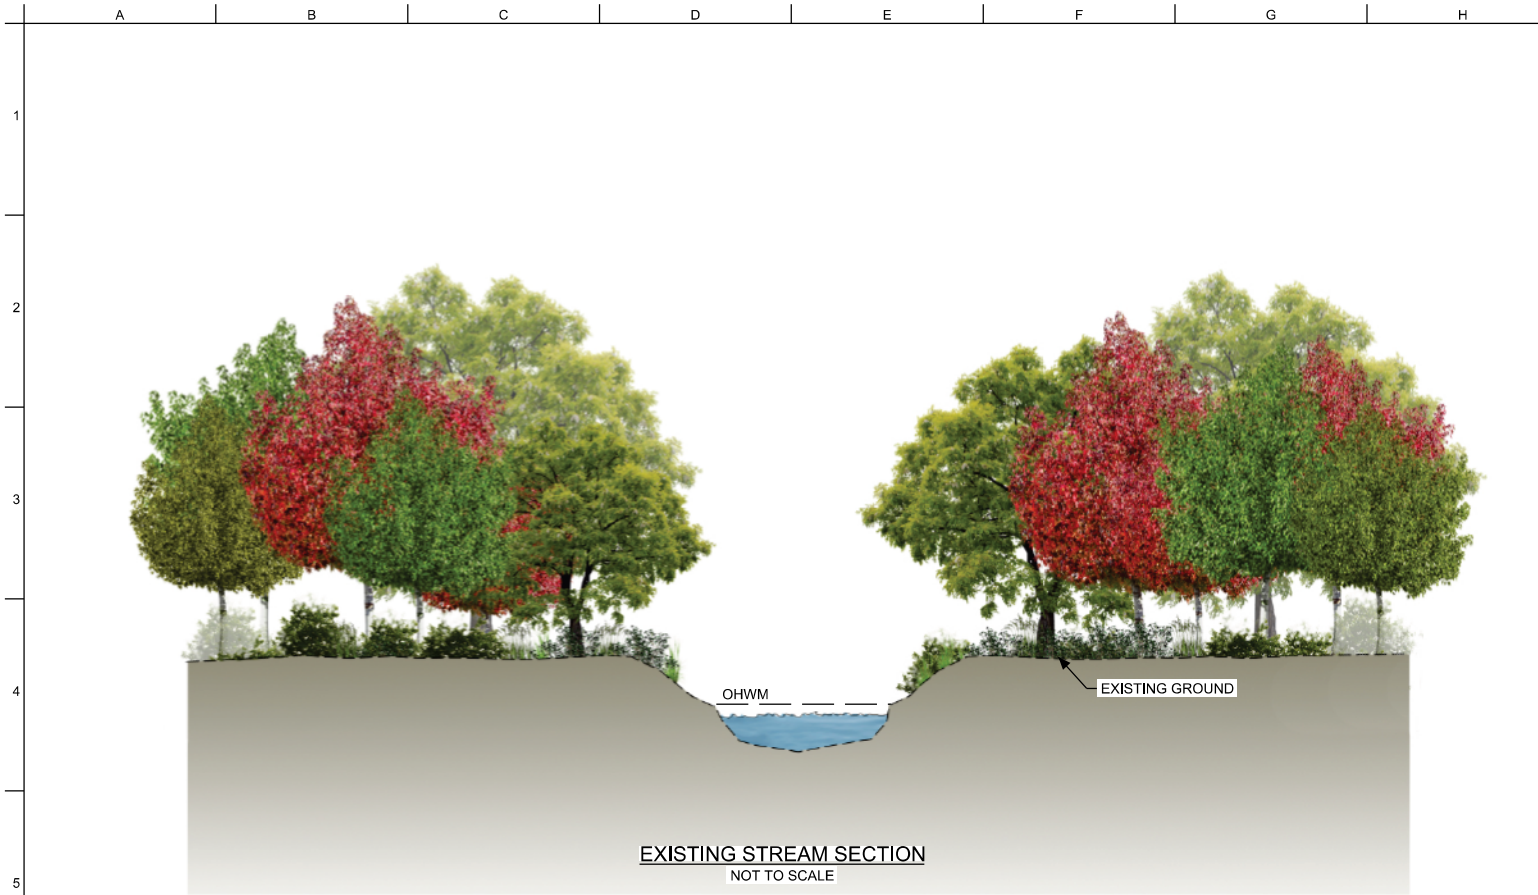 A B C D E F G H
1
2
3
4
OHWM
EXISTING GROUND
EXISTING STREAM SECTION
NOT TO SCALE
5